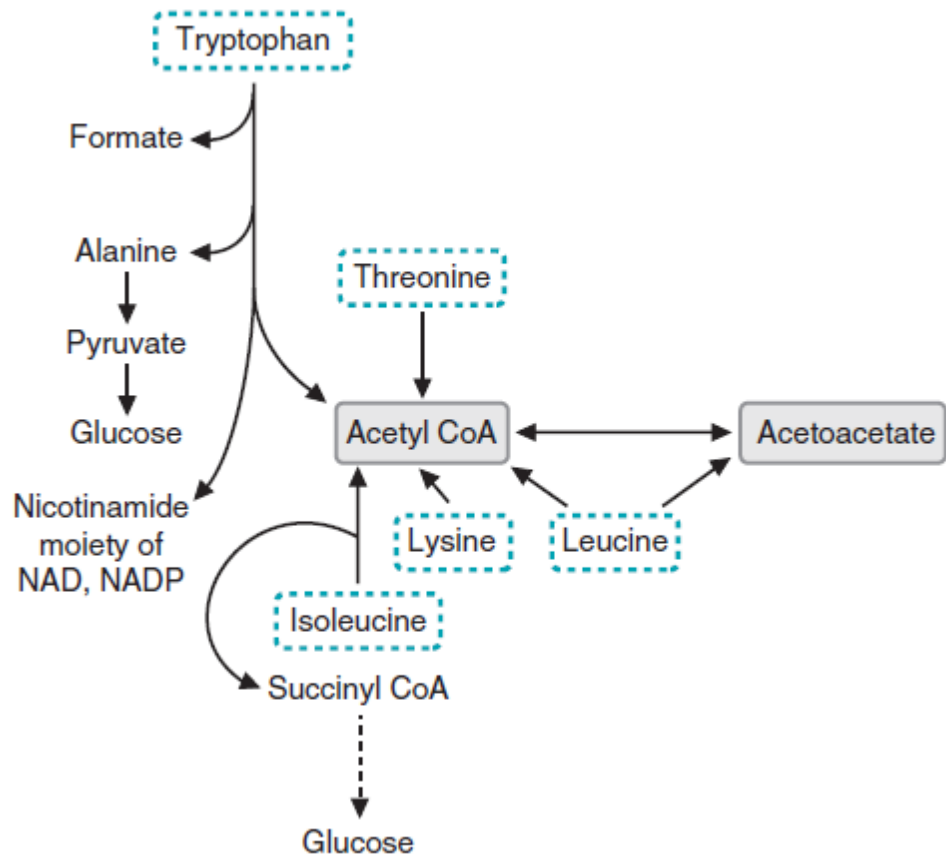 Tryptophan
Formate
Alanine
Threonine
Pyruvate
Glucose
Acetyl CoA
Acetoacetate
Nicotinamide
moiety of
NAD, NADP
Lysine
Leucine
Isoleucine
Succinyl CoA
Glucose